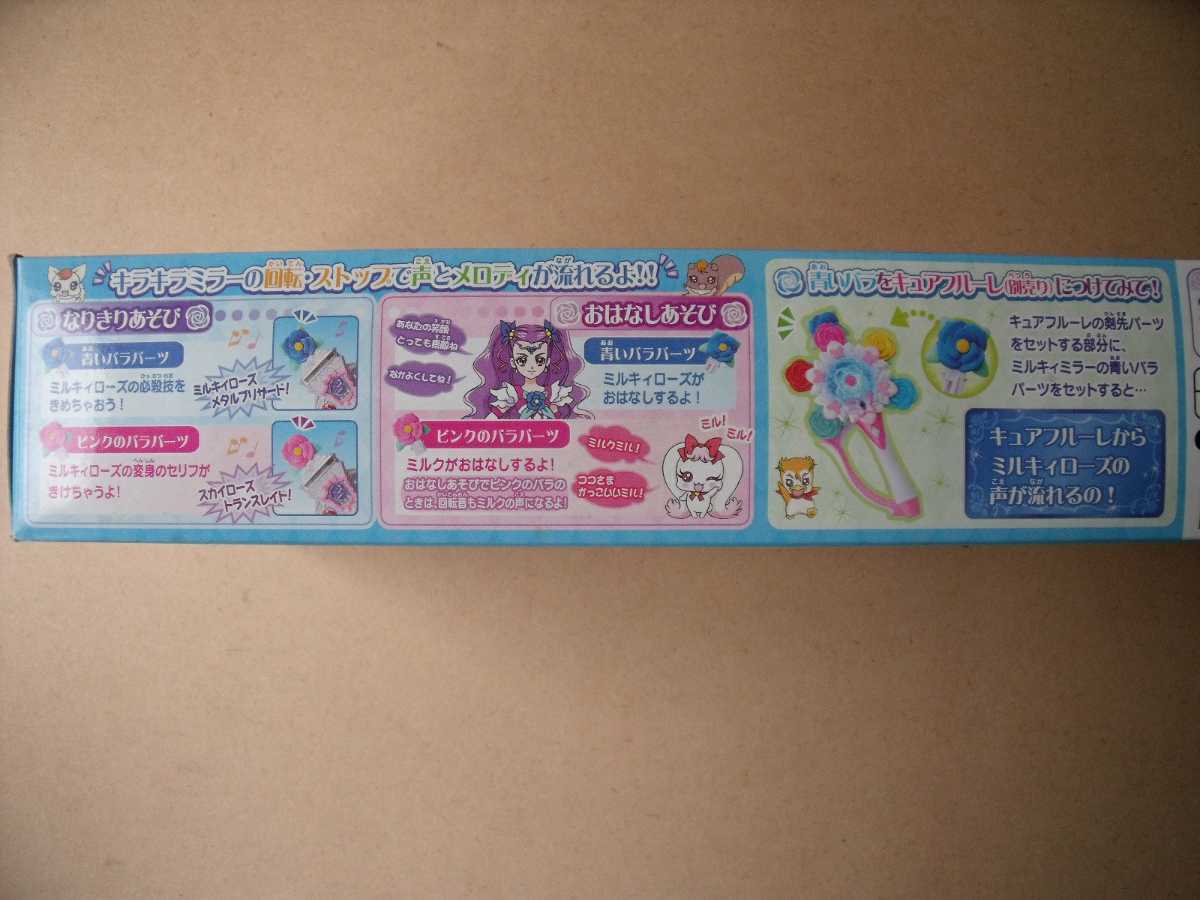 キラキラミラーの回転・ストップで声とメロディが流れるよ!!
なりきりあそび
青いバラパーツ
ミルキィローズの必殺技を
きめちゃおう！
ミルキィローズ
メタルブリザード！
ピンクのバラパーツ
ミルキィローズの変身のセリフが
きけちゃうよ！
スカイローズ
トランスレイト！
おはなしあそび
あなたの笑顔
とっても素敵ね
なかよくしてね！
青いバラパーツ
ミルキィローズが
おはなしするよ！
ピンクのバラパーツ
ミルクがおはなしするよ！
おはなしあそびでピンクのバラの
ときは、回転音もミルクの声になるよ！
ミルクミル！
ココさま
かっこいいミル！
ミル！
ミル！
青いバラをキュアフルーレ(別売り)につけてみて！
キュアフルーレの剣先パーツ
をセットする部分に、
ミルキィミラーの青いバラ
パーツをセットすると…
キュアフルーレから
ミルキィローズの
声が流れるの！